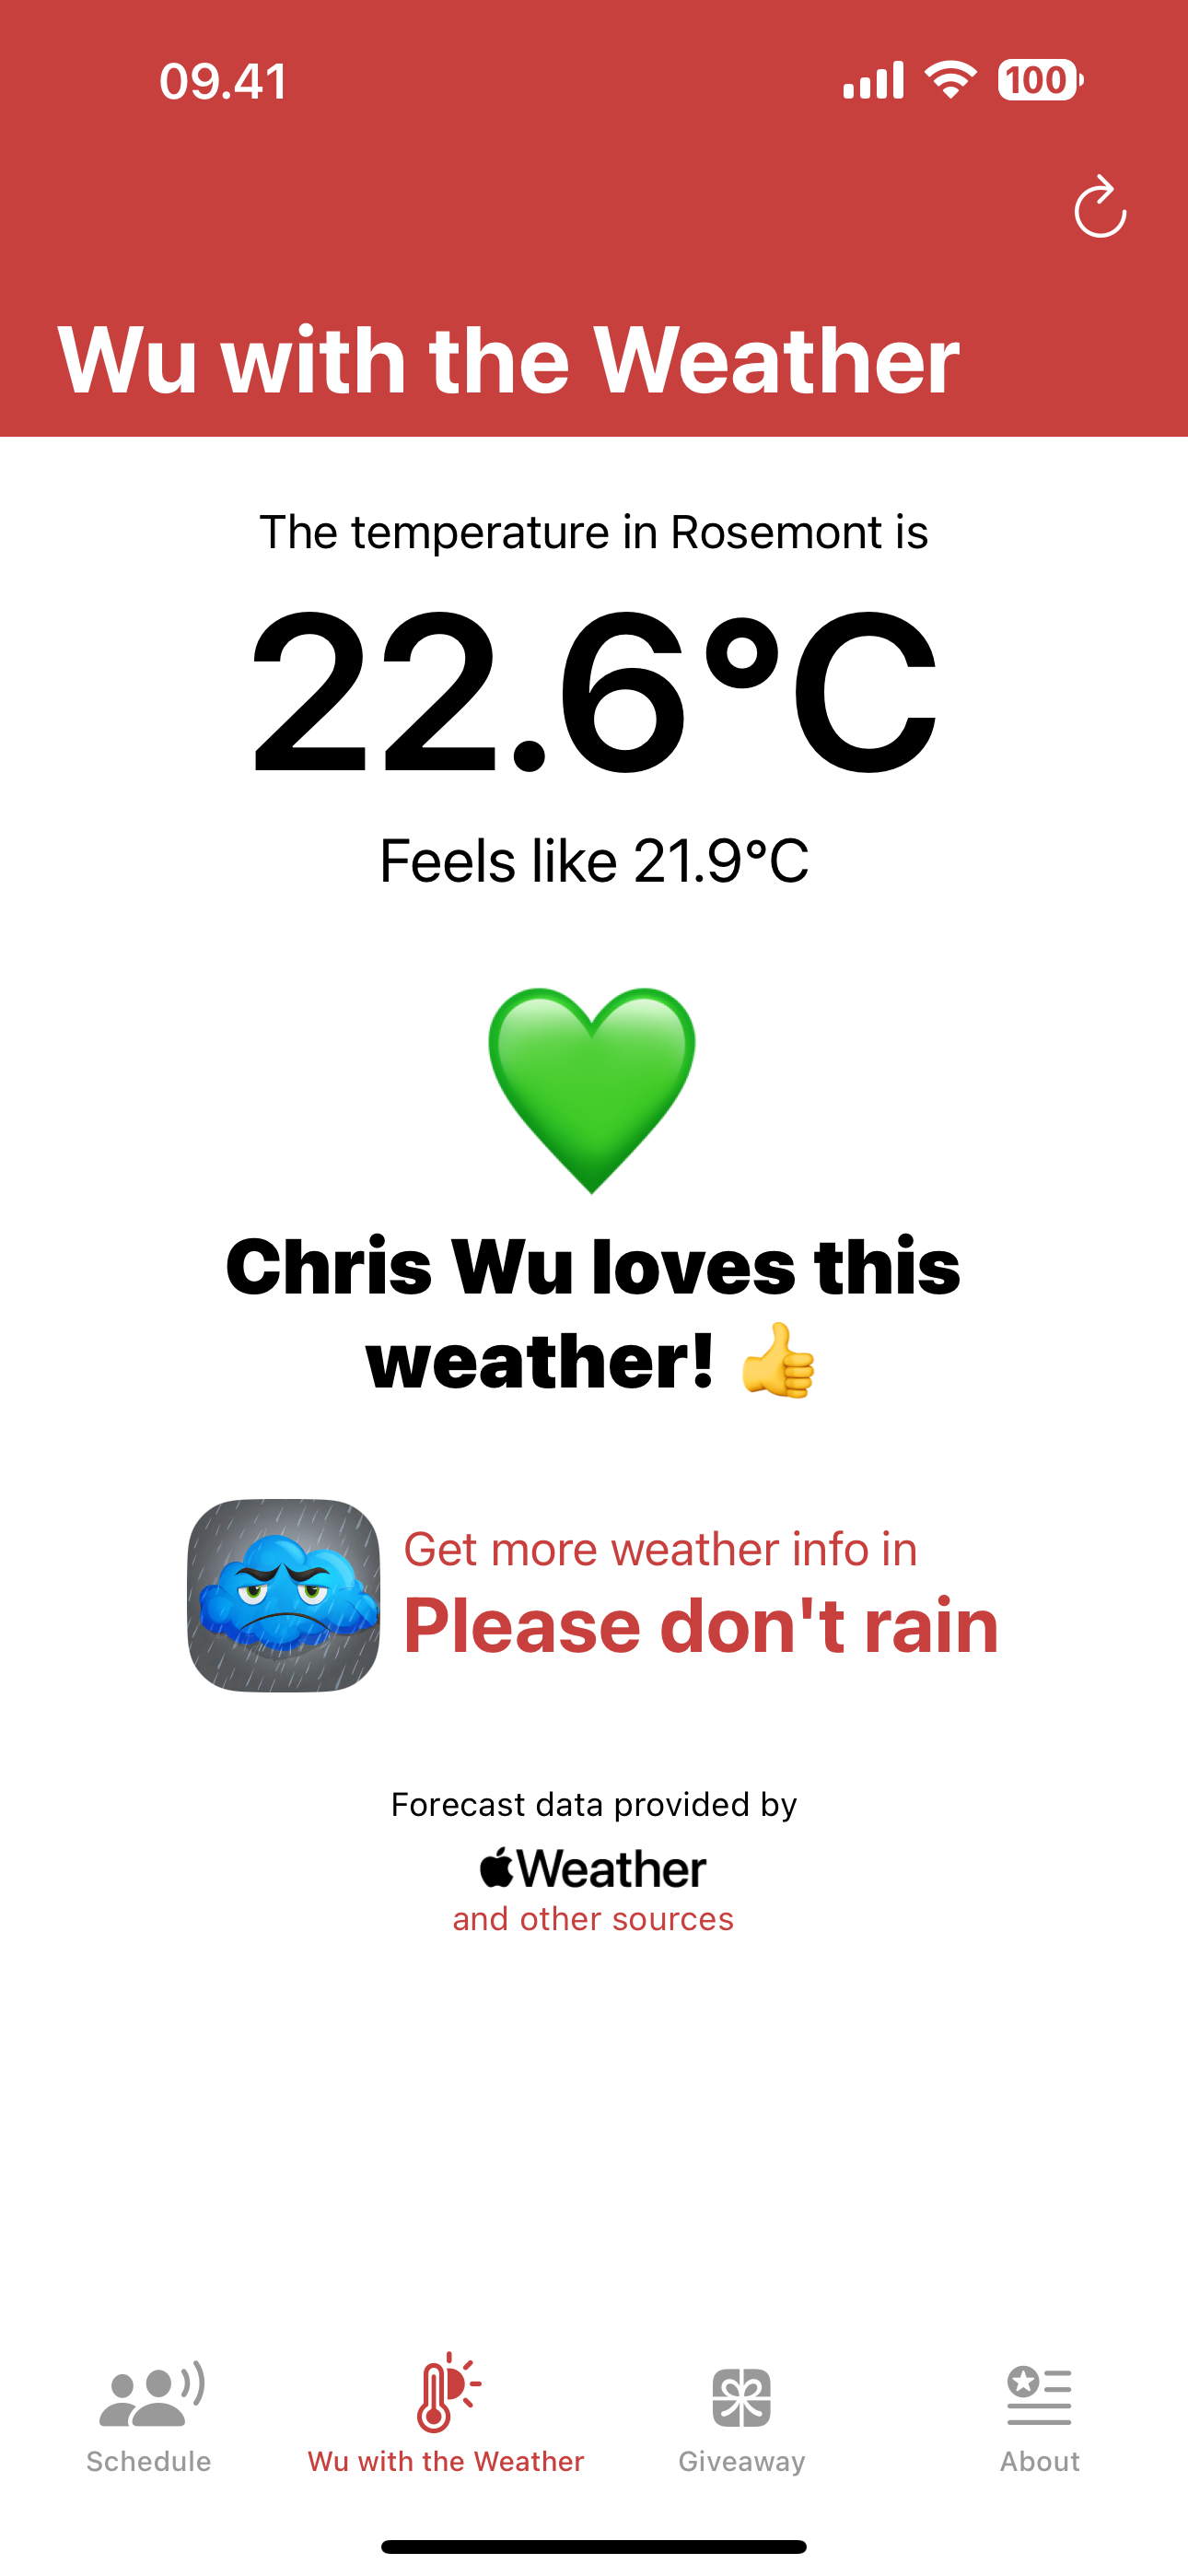 09.41
100
Wu with the Weather
The temperature in Rosemont is
22.6°C
Feels like 21.9°C
Chris Wu loves this
weather! 👍
Get more weather info in
Please don't rain
Forecast data provided by
Weather
and other sources
Schedule
Wu with the Weather
Giveaway
About